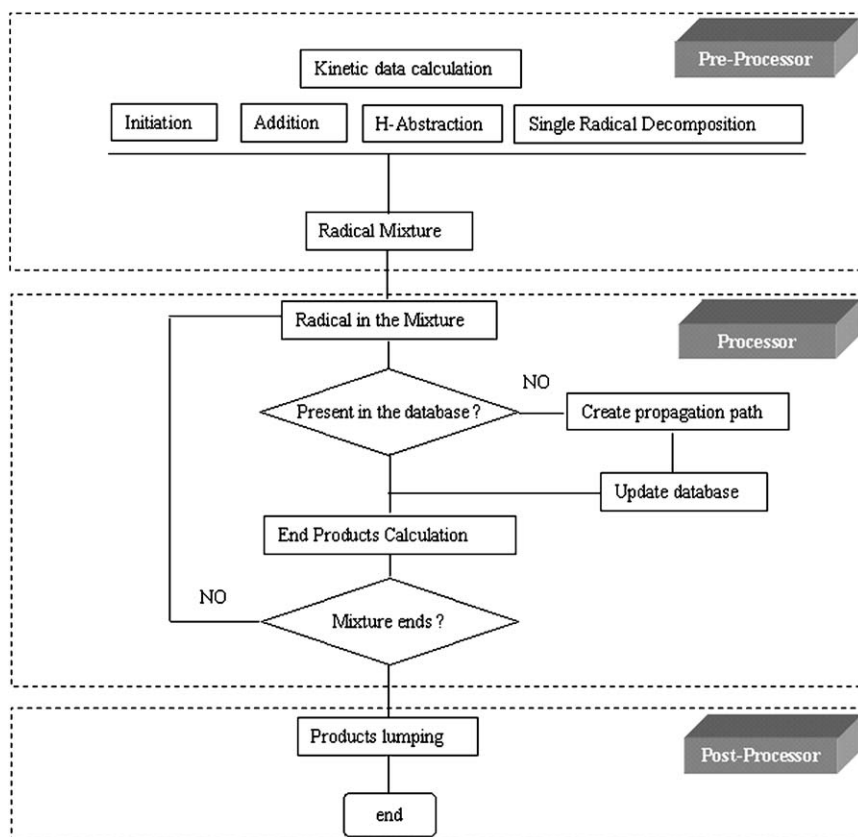 Pre-Processor
Kinetic data calculation
Initiation
Addition
H-Abstraction
Single Radical Decomposition
Radical Mixture
Radical in the Mixture
Processor
NO
Present in the database ?
Create propagation path
Update database
End Products Calculation
NO
Mixture ends ?
Products lumping
Post-Processor
end